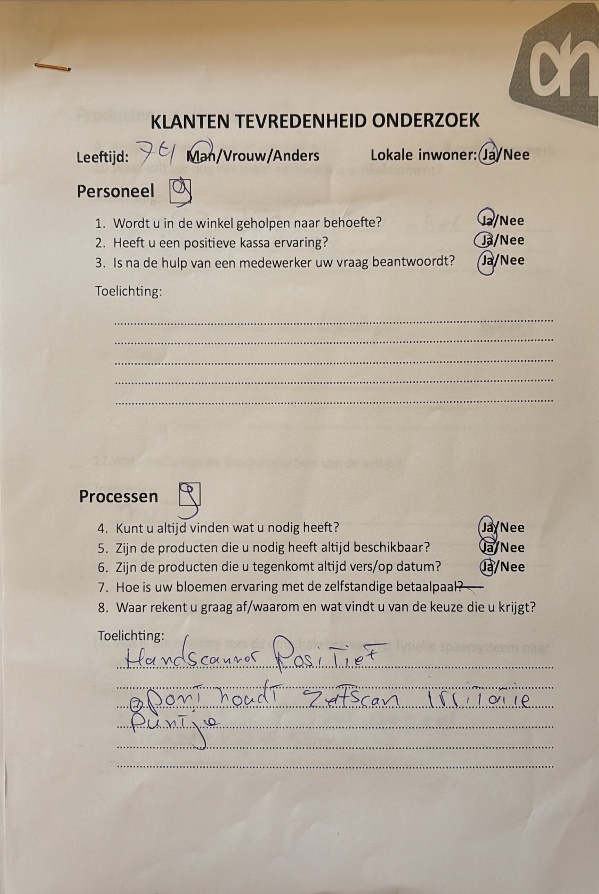 ah
KLANTEN TEVREDENHEID ONDERZOEK
Leeftijd: 74 Man/Vrouw/Anders Lokale inwoner: Ja/Nee
Personeel 9
1. Wordt u in de winkel geholpen naar behoefte? Ja/Nee
2. Heeft u een positieve kassa ervaring? Ja/Nee
3. Is na de hulp van een medewerker uw vraag beantwoordt? Ja/Nee
Toelichting:
Processen 9
4. Kunt u altijd vinden wat u nodig heeft? Ja/Nee
5. Zijn de producten die u nodig heeft altijd beschikbaar? Ja/Nee
6. Zijn de producten die u tegenkomt altijd vers/op datum? Ja/Nee
7. Hoe is uw bloemen ervaring met de zelfstandige betaalpaal?
8. Waar rekent u graag af/waarom en wat vindt u van de keuze die u krijgt?
Toelichting:
Handscanner Positief
houdt Zelfscan Irritatie
Puntje